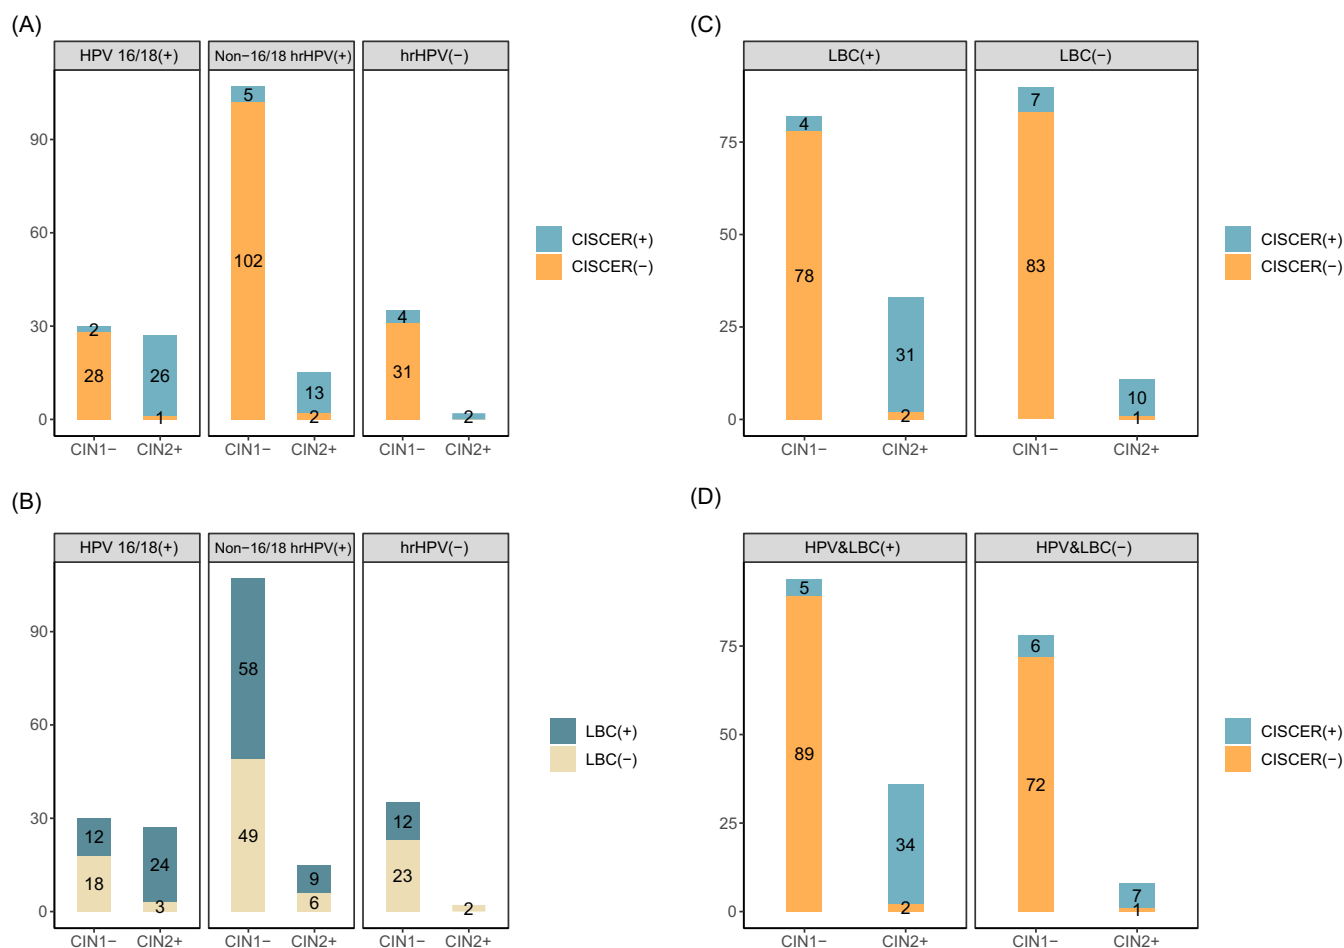 (A)
HPV 16/18(+) Non−16/18 hrHPV(+) hrHPV(−)
90
60
30
0
2
28
26
1
5
102
13
2
4
31
2
CIN1− CIN2+ CIN1− CIN2+ CIN1− CIN2+
CISCER(+)
CISCER(−)
(C)
LBC(+) LBC(−)
75
50
25
0
4
78
31
2
7
83
10
1
CIN1− CIN2+ CIN1− CIN2+
CISCER(+)
CISCER(−)
(B)
HPV 16/18(+) Non−16/18 hrHPV(+) hrHPV(−)
90
60
30
0
12
18
24
3
58
49
9
6
12
23
2
CIN1− CIN2+ CIN1− CIN2+ CIN1− CIN2+
LBC(+)
LBC(−)
(D)
HPV&LBC(+) HPV&LBC(−)
75
50
25
0
5
89
34
2
6
72
7
1
CIN1− CIN2+ CIN1− CIN2+
CISCER(+)
CISCER(−)